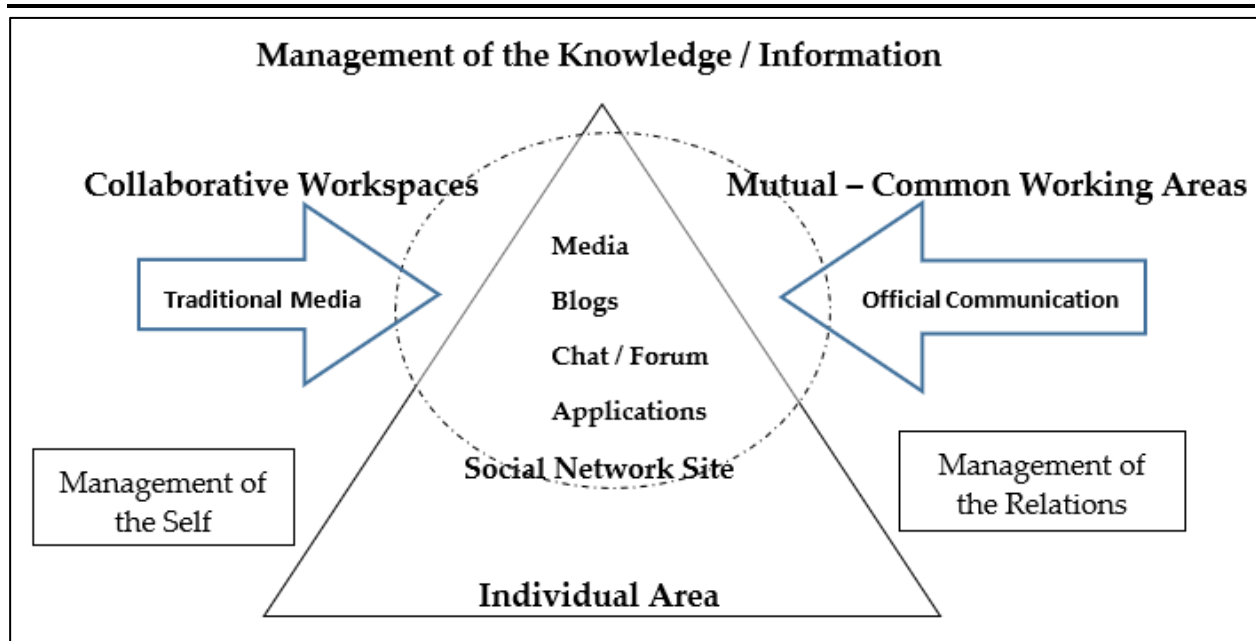 Management of the Knowledge / Information
Collaborative Workspaces
Mutual – Common Working Areas
Traditional Media
Media
Blogs
Chat / Forum
Applications
Social Network Site
Official Communication
Management of
the Self
Management of
the Relations
Individual Area